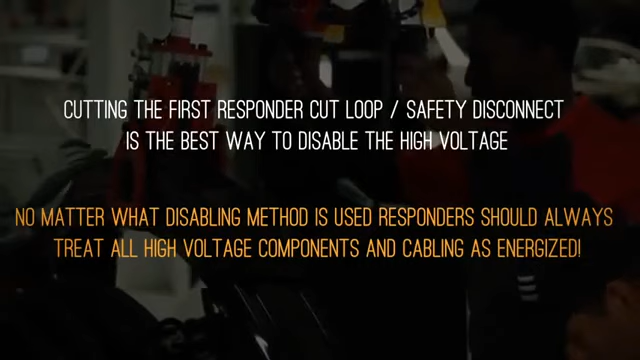 CUTTING THE FIRST RESPONDER CUT LOOP / SAFETY DISCONNECT
IS THE BEST WAY TO DISABLE THE HIGH VOLTAGE
NO MATTER WHAT DISABLING METHOD IS USED RESPONDERS SHOULD ALWAYS
TREAT ALL HIGH VOLTAGE COMPONENTS AND CABLING AS ENERGIZED!